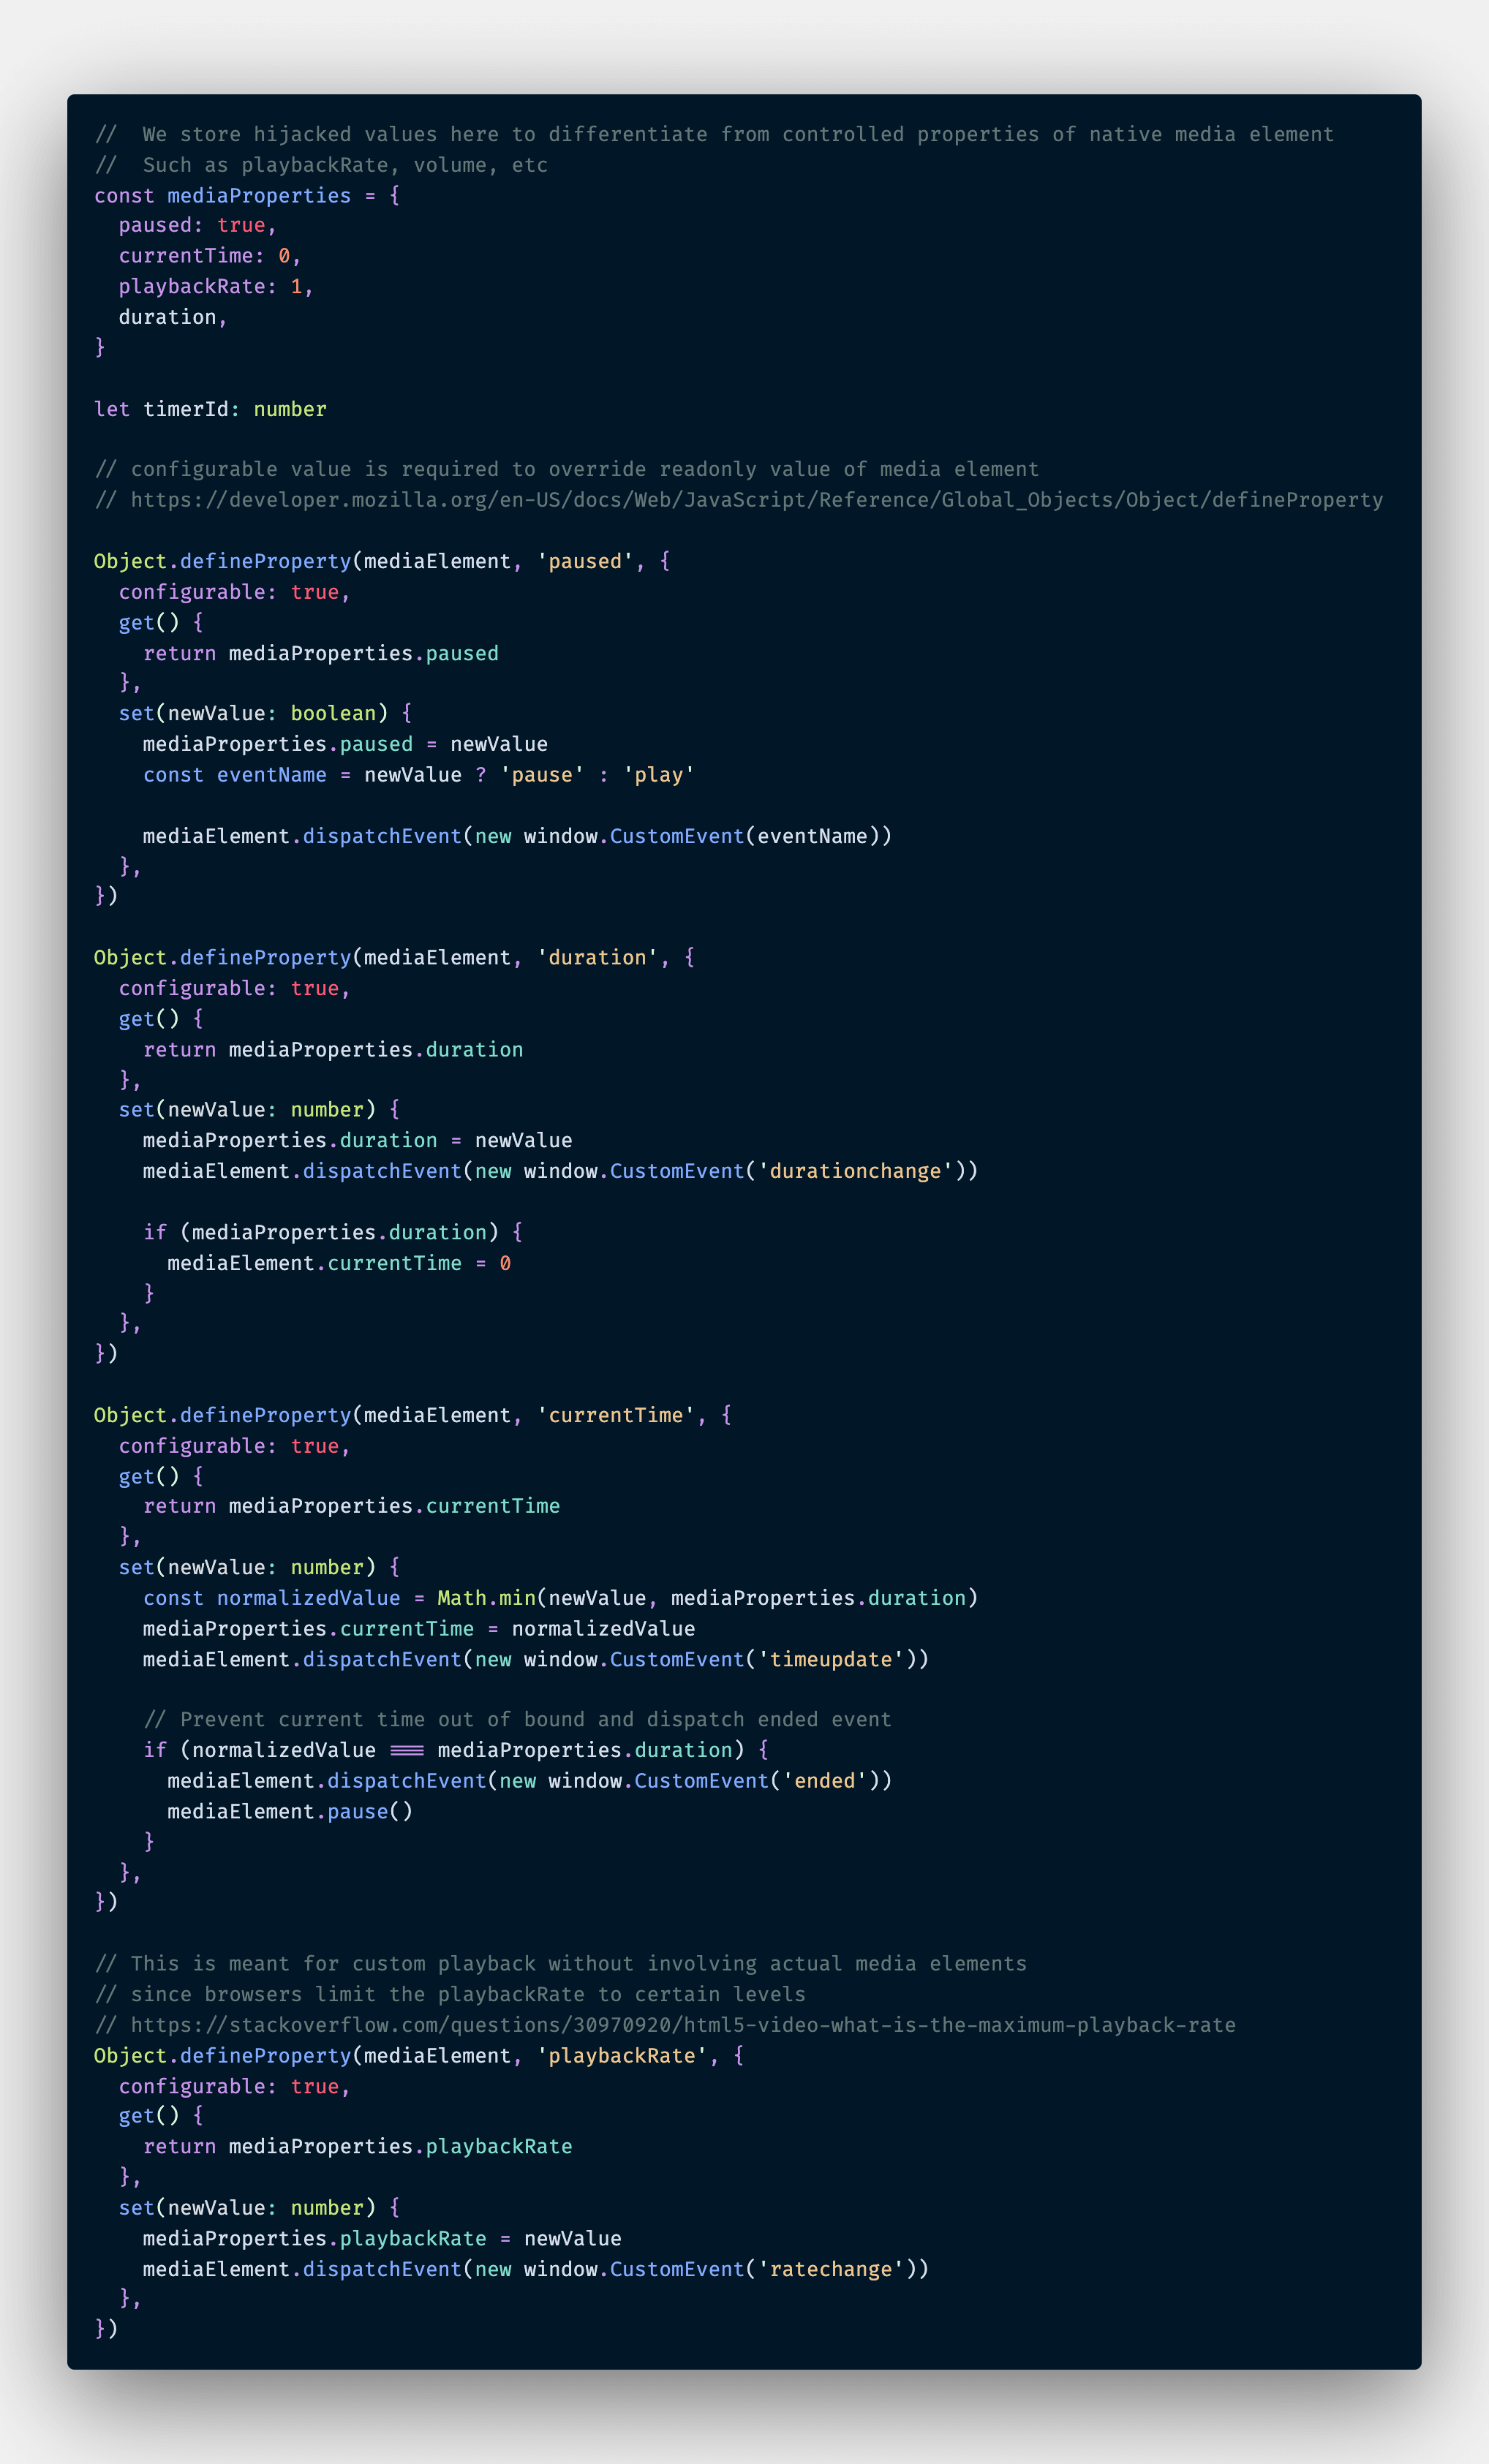 //  We store hijacked values here to differentiate from controlled properties of native media element
//  Such as playbackRate, volume, etc
const mediaProperties = {
  paused: true,
  currentTime: 0,
  playbackRate: 1,
  duration,
}

let timerId: number

// configurable value is required to override readonly value of media element
// https://developer.mozilla.org/en-US/docs/Web/JavaScript/Reference/Global_Objects/Object/defineProperty

Object.defineProperty(mediaElement, 'paused', {
  configurable: true,
  get() {
    return mediaProperties.paused
  },
  set(newValue: boolean) {
    mediaProperties.paused = newValue
    const eventName = newValue ? 'pause' : 'play'

    mediaElement.dispatchEvent(new window.CustomEvent(eventName))
  },
})

Object.defineProperty(mediaElement, 'duration', {
  configurable: true,
  get() {
    return mediaProperties.duration
  },
  set(newValue: number) {
    mediaProperties.duration = newValue
    mediaElement.dispatchEvent(new window.CustomEvent('durationchange'))

    if (mediaProperties.duration) {
      mediaElement.currentTime = 0
    }
  },
})

Object.defineProperty(mediaElement, 'currentTime', {
  configurable: true,
  get() {
    return mediaProperties.currentTime
  },
  set(newValue: number) {
    const normalizedValue = Math.min(newValue, mediaProperties.duration)
    mediaProperties.currentTime = normalizedValue
    mediaElement.dispatchEvent(new window.CustomEvent('timeupdate'))

    // Prevent current time out of bound and dispatch ended event
    if (normalizedValue === mediaProperties.duration) {
      mediaElement.dispatchEvent(new window.CustomEvent('ended'))
      mediaElement.pause()
    }
  },
})

// This is meant for custom playback without involving actual media elements
// since browsers limit the playbackRate to certain levels
// https://stackoverflow.com/questions/30970920/html5-video-what-is-the-maximum-playback-rate
Object.defineProperty(mediaElement, 'playbackRate', {
  configurable: true,
  get() {
    return mediaProperties.playbackRate
  },
  set(newValue: number) {
    mediaProperties.playbackRate = newValue
    mediaElement.dispatchEvent(new window.CustomEvent('ratechange'))
  },
})